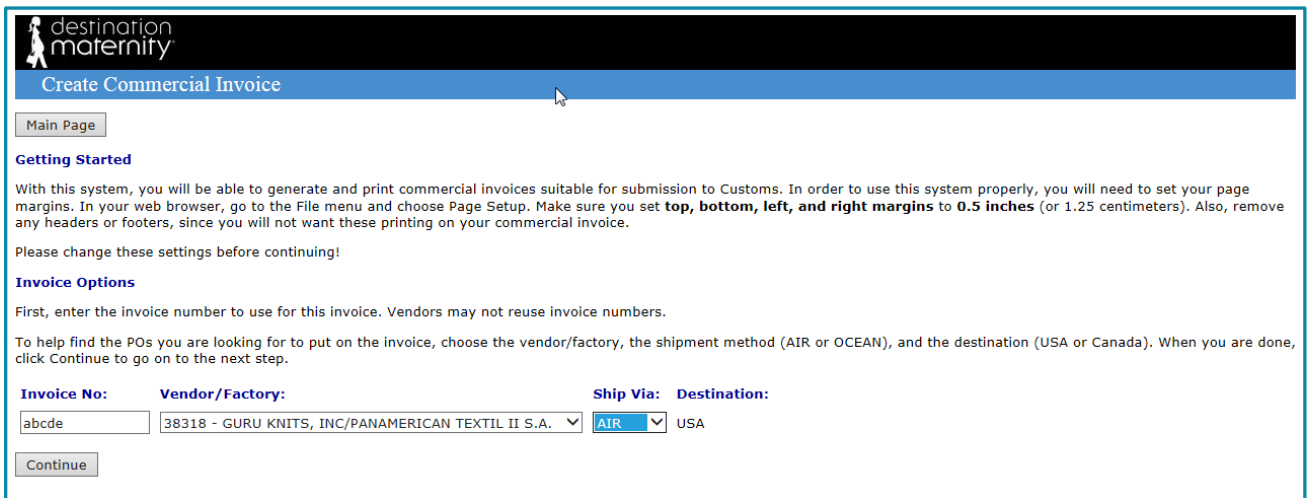 destination
maternity
Create Commercial Invoice
Main Page
Getting Started
With this system, you will be able to generate and print commercial invoices suitable for submission to Customs. In order to use this system properly, you will need to set your page
margins. In your web browser, go to the File menu and choose Page Setup. Make sure you set top, bottom, left, and right margins to 0.5 inches (or 1.25 centimeters). Also, remove
any headers or footers, since you will not want these printing on your commercial invoice.
Please change these settings before continuing!
Invoice Options
First, enter the invoice number to use for this invoice. Vendors may not reuse invoice numbers.
To help find the POs you are looking for to put on the invoice, choose the vendor/factory, the shipment method (AIR or OCEAN), and the destination (USA or Canada). When you are done,
click Continue to go on to the next step.
Invoice No: Vendor/Factory: Ship Via: Destination:
abcde 38318 - GURU KNITS, INC/PANAMERICAN TEXTIL II S.A. AIR USA
Continue